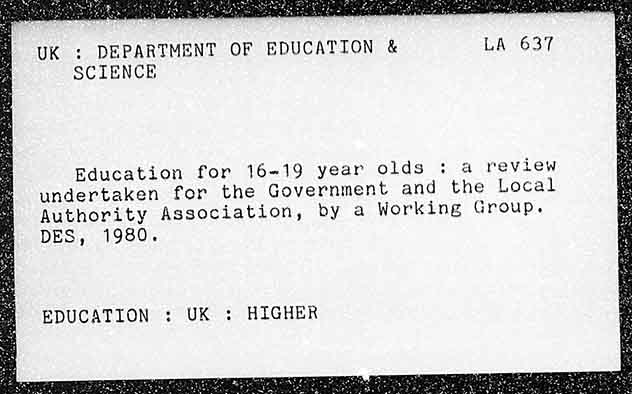 UK : DEPARTMENT OF EDUCATION & LA 637
SCIENCE
Education for 16-19 year olds : a review
undertaken for the Government and the Local
Authority Association, by a Working Group.
DES, 1980.
EDUCATION : UK : HIGHER